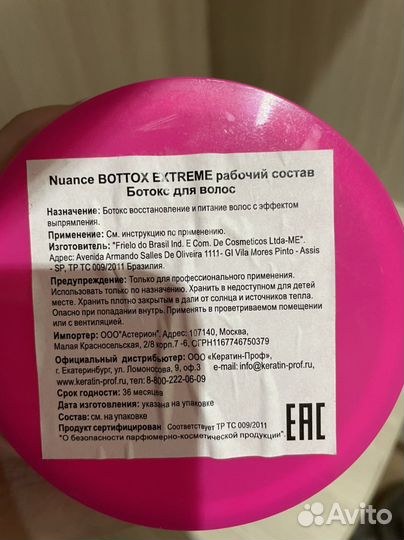 Nuance BOTTOX EXTREME рабочий состав
Ботокс для волос
Назначение: Ботокс восстановление и питание волос с эффектом
выпрямления.
Применение: См. инструкцию по применению.
Изготовитель: "Frielo do Brasil Ind. E Com. De Cosmeticos Ltda-ME".
Адрес: Avenida Armando Salles De Oliveira 1111- Gl Vila Mores Pinto - Assis
- SP, ТР ТС 009/2011 Бразилия.
Предупреждение: Только для профессионального применения.
Использовать только по назначению. Хранить в недоступном для детей
месте. Хранить плотно закрытым в дали от солнца и источников тепла.
Опасно при попадании внутрь. Применять в проветриваемом помещении
или с вентиляцией.
Импортер: ООО"Астерион". Адрес: 107140, Москва,
Малая Красносельская, 2/8 корп.7 -6, СГРН1167746750379
Официальный дистрибьютер: ООО «Кератин-Проф»,
г. Екатеринбург, ул. Ломоносова, 9, оф.3 e-mail: info@keratin-prof.ru,
www.keratin-prof.ru, тел: 8-800-222-06-09
Срок годности: 36 месяцев
Дата изготовления: указана на упаковке
Состав: см. на упаковке
Продукт сертифицирован Соответствует ТР ТС 009/2011
"О безопасности парфюмерно-косметической продукции".
EAC
Avito